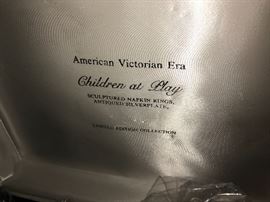 American Victorian Era
Children at Play
SCULPTURED NAPKIN RINGS,
ANTIQUED SILVERPLATE,
LIMITED EDITION COLLECTION